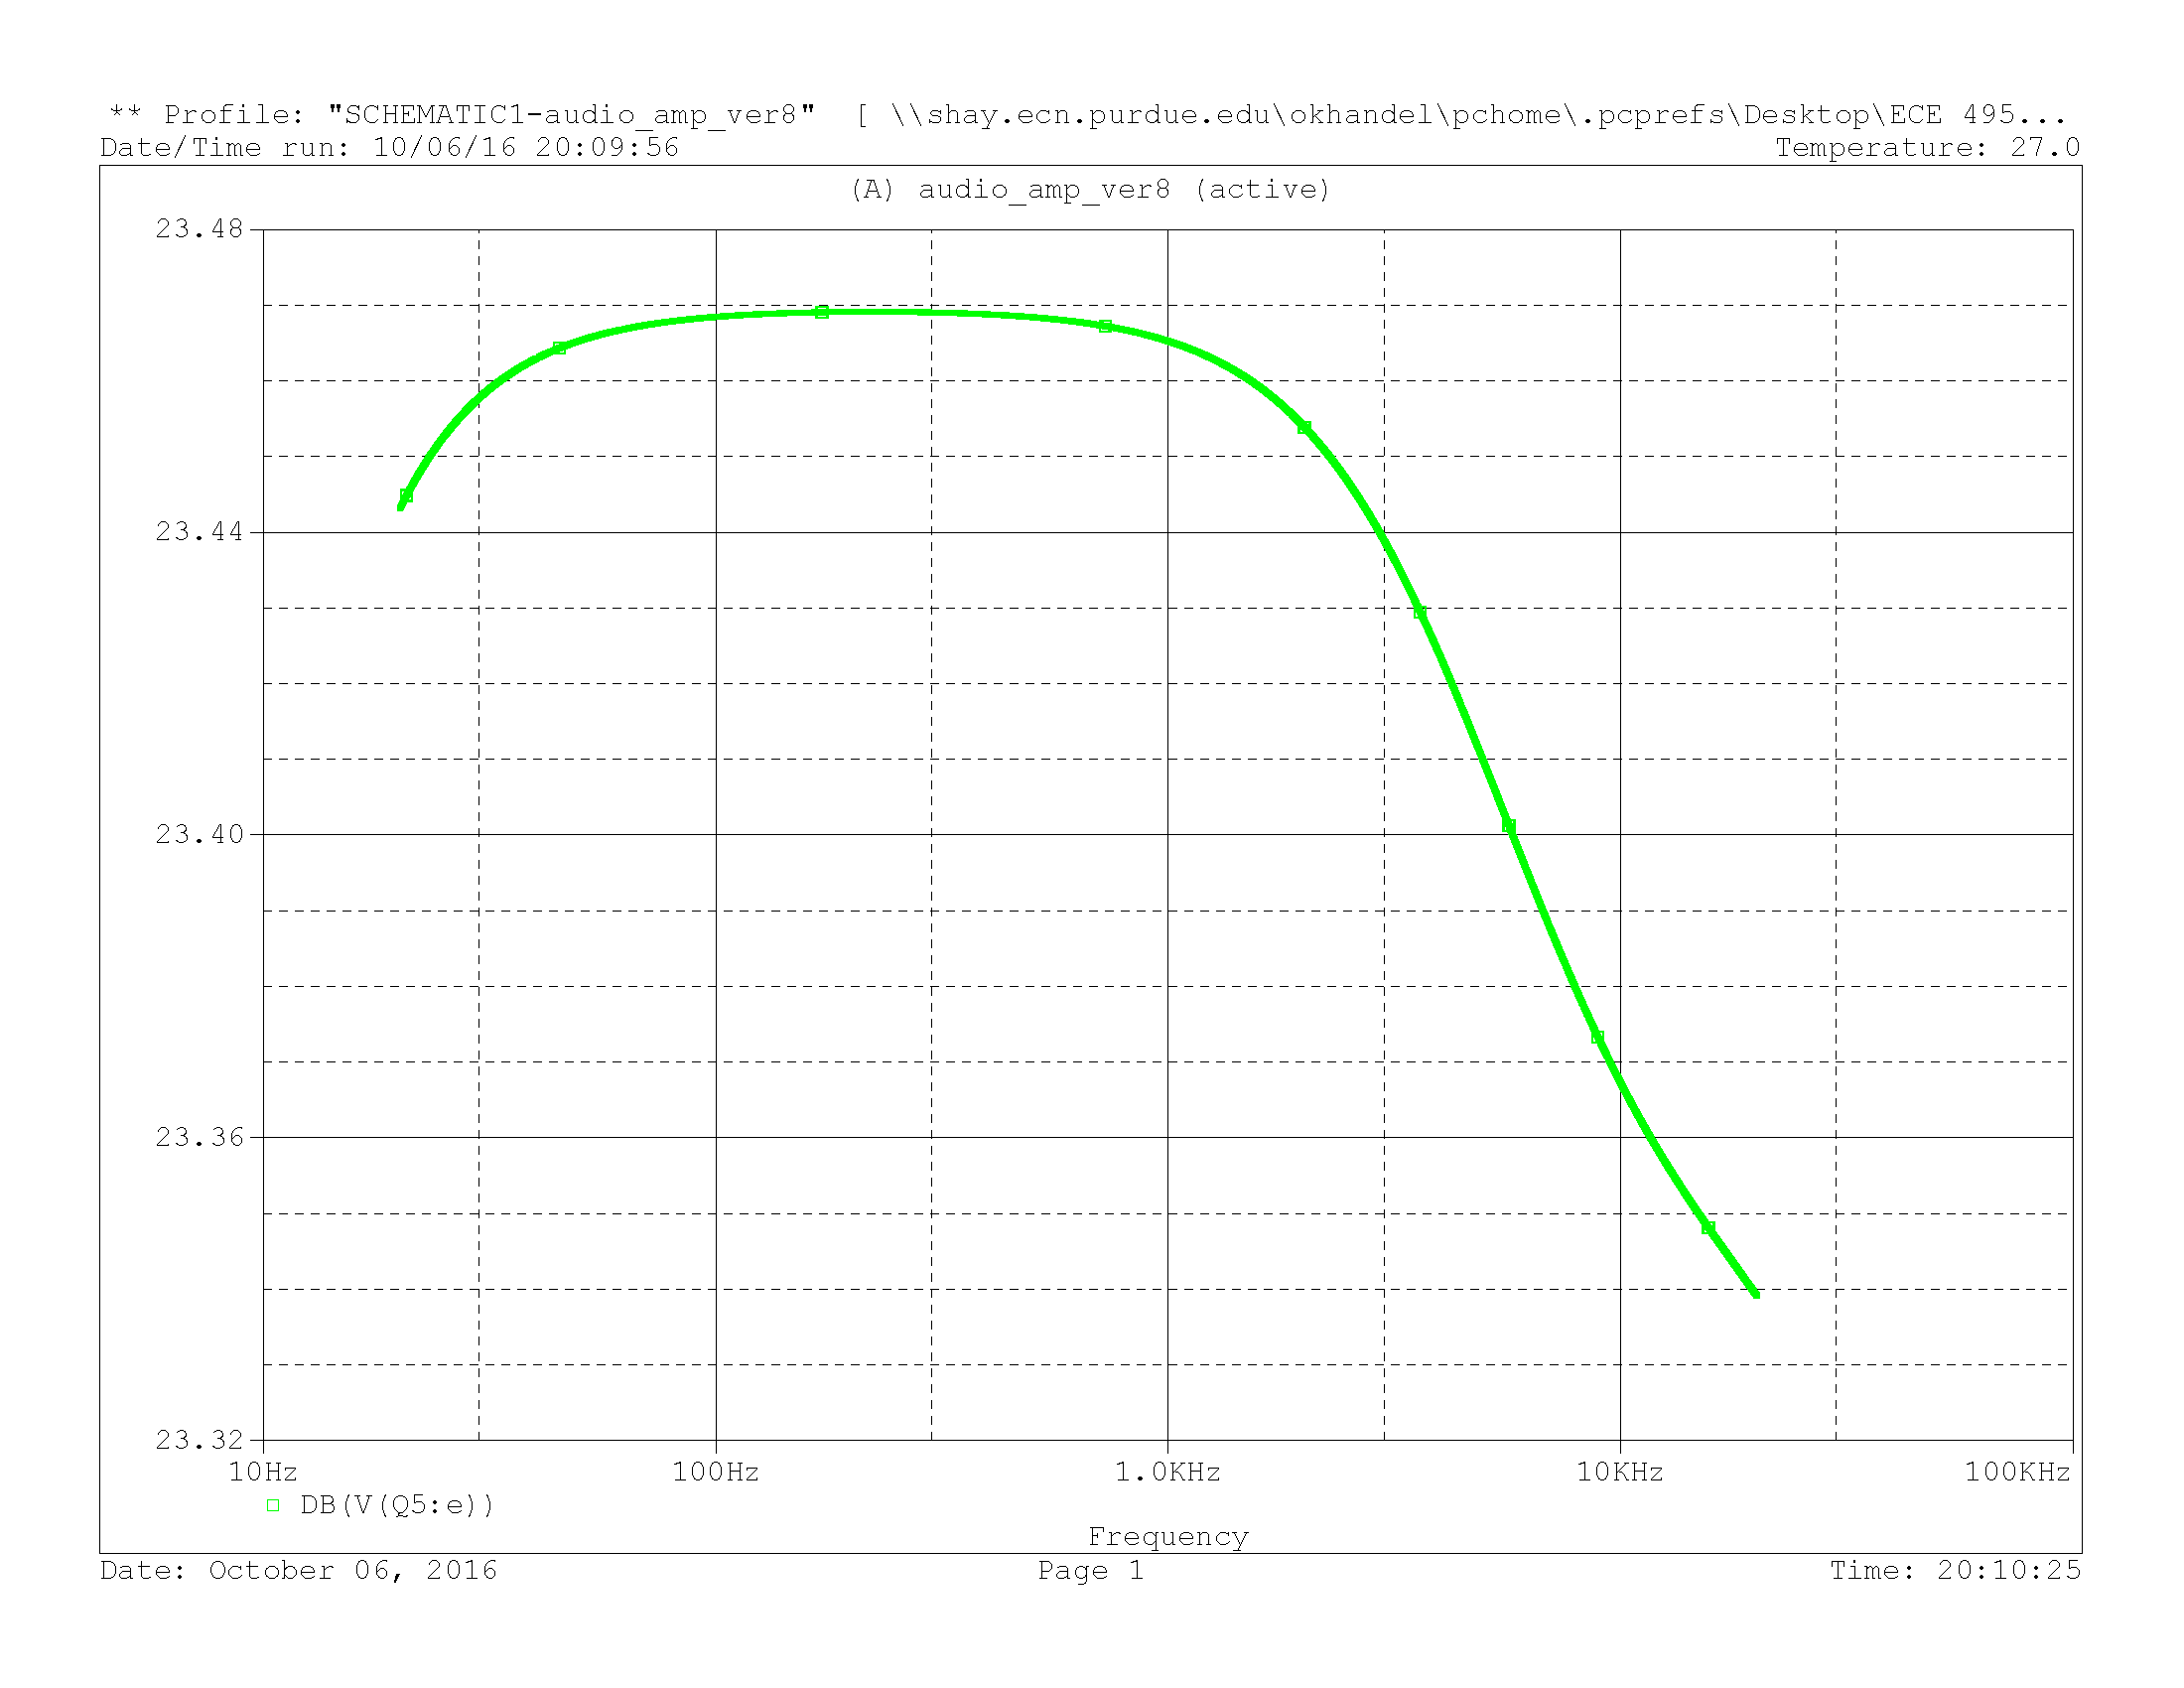 ** Profile: "SCHEMATIC1-audio_amp_ver8"  [ \\shay.ecn.purdue.edu\okhandel\pchome\.pcprefs\Desktop\ECE 495...
Date/Time run: 10/06/16 20:09:56 Temperature: 27.0
(A) audio_amp_ver8 (active)
23.48
23.44
23.40
23.36
23.32
10Hz 100Hz 1.0KHz 10KHz 100KHz
DB(V(Q5:e))
Frequency
Date: October 06, 2016 Page 1 Time: 20:10:25